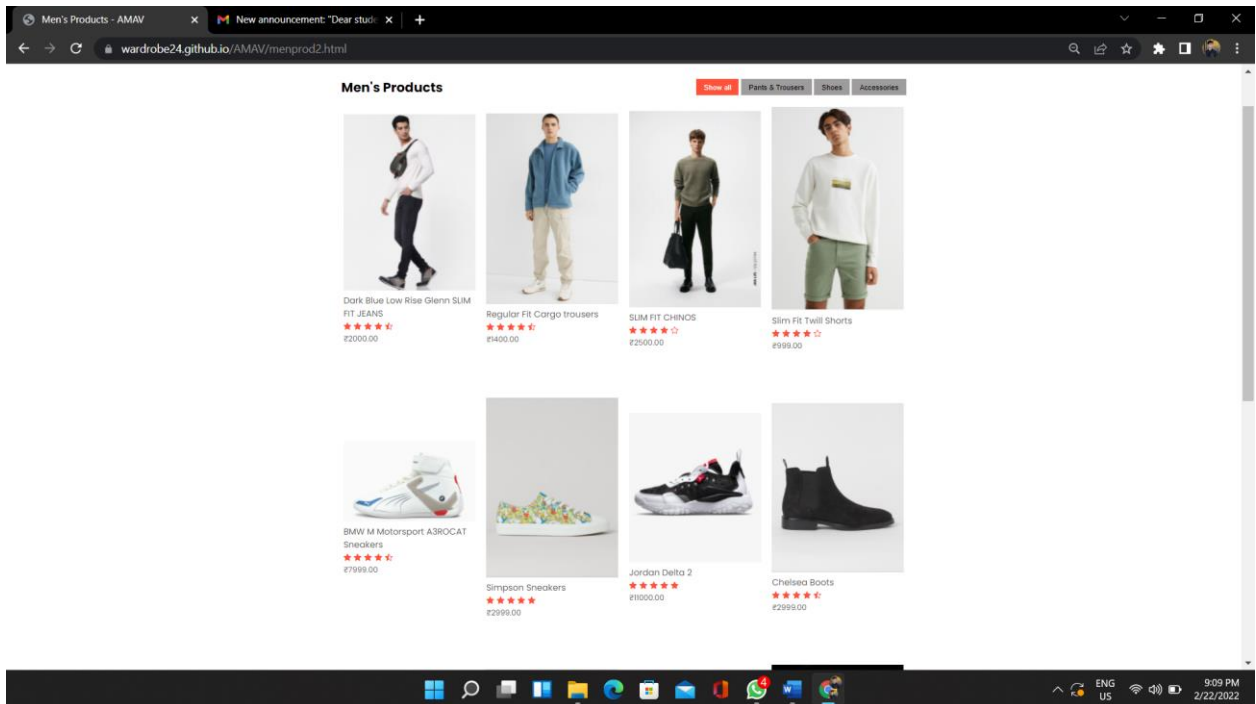 Men's Products - AMAV
New announcement: "Dear stude
wardrobe24.github.io/AMAV/menprod2.html
Men's Products
Show all Pants & Trousers Shoes Accessories
Dark Blue Low Rise Glenn SLIM
FIT JEANS
₹2000.00
Regular Fit Cargo trousers
₹1400.00
SLIM FIT CHINOS
₹2500.00
Slim Fit Twill Shorts
₹999.00
BMW M Motorsport A3ROCAT
Sneakers
₹7999.00
Simpson Sneakers
₹2999.00
Jordan Delta 2
₹11000.00
Chelsea Boots
₹2999.00
4
ENG
US
9:09 PM
2/22/2022